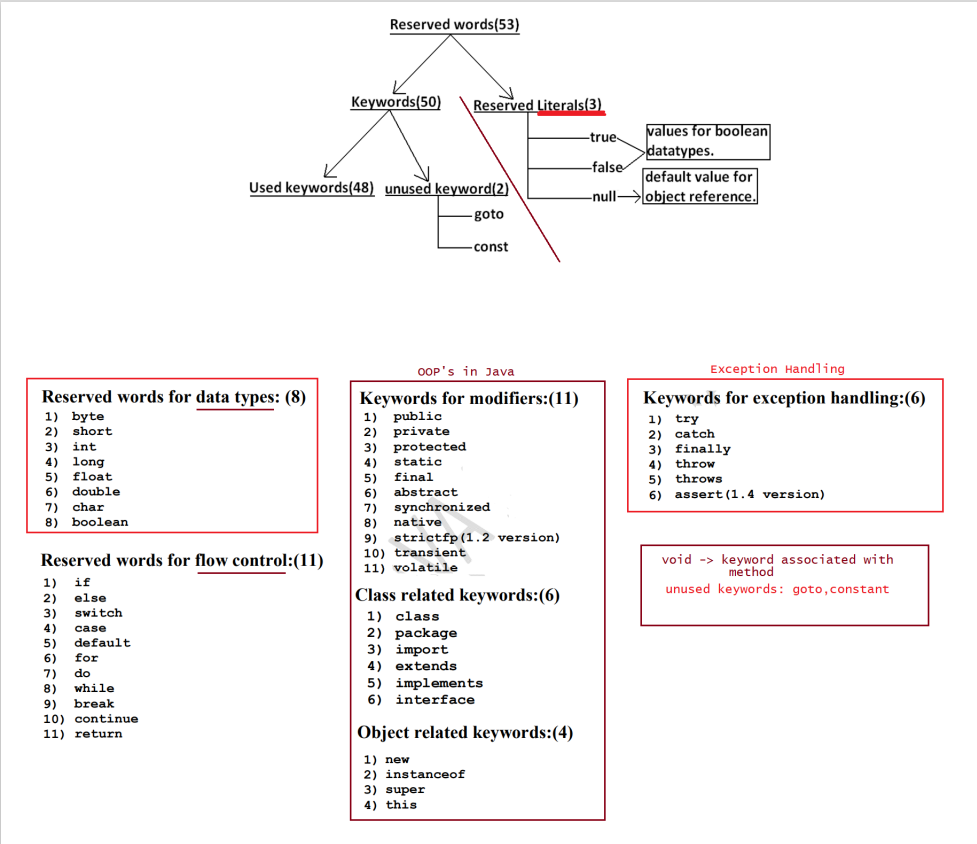 Reserved words(53)
Keywords(50)
Reserved Literals(3)
true
false
null
values for boolean
datatypes.
default value for
object reference.
Used keywords(48)
unused keyword(2)
goto
const
Reserved words for data types: (8)
1) byte
2) short
3) int
4) long
5) float
6) double
7) char
8) boolean
Reserved words for flow control:(11)
1) if
2) else
3) switch
4) case
5) default
6) for
7) do
8) while
9) break
10) continue
11) return
OOP's in Java
Keywords for modifiers:(11)
1) public
2) private
3) protected
4) static
5) final
6) abstract
7) synchronized
8) native
9) strictfp(1.2 version)
10) transient
11) volatile
Class related keywords:(6)
1) class
2) package
3) import
4) extends
5) implements
6) interface
Object related keywords:(4)
1) new
2) instanceof
3) super
4) this
Exception Handling
Keywords for exception handling:(6)
1) try
2) catch
3) finally
4) throw
5) throws
6) assert(1.4 version)
void -> keyword associated with
method
unused keywords: goto,constant